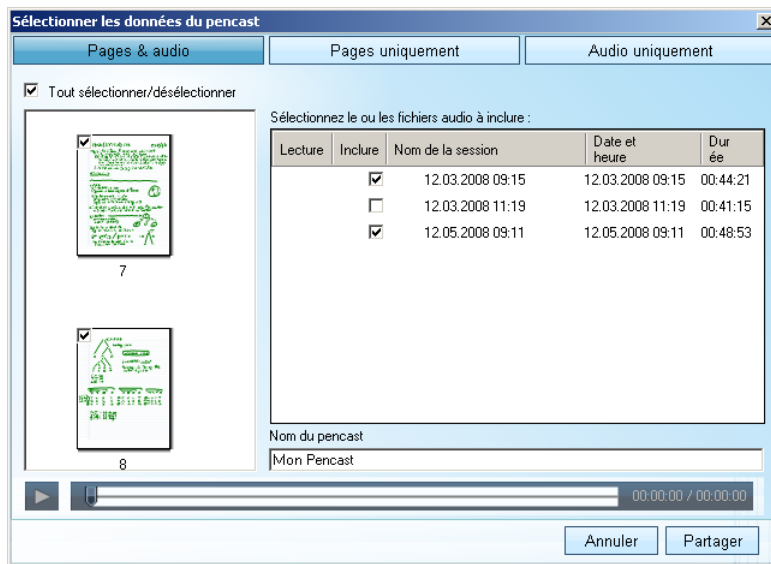 Sélectionner les données du pencast
Pages & audio
Pages uniquement
Audio uniquement
Tout sélectionner/désélectionner
Sélectionnez le ou les fichiers audio à inclure :
Lecture Inclure Nom de la session Date et heure Dur ée
12.03.2008 09:15 12.03.2008 09:15 00:44:21
12.03.2008 11:19 12.03.2008 11:19 00:41:15
12.05.2008 09:11 12.05.2008 09:11 00:48:53
7
8
Nom du pencast
Mon Pencast
00:00:00 / 00:00:00
Annuler Partager